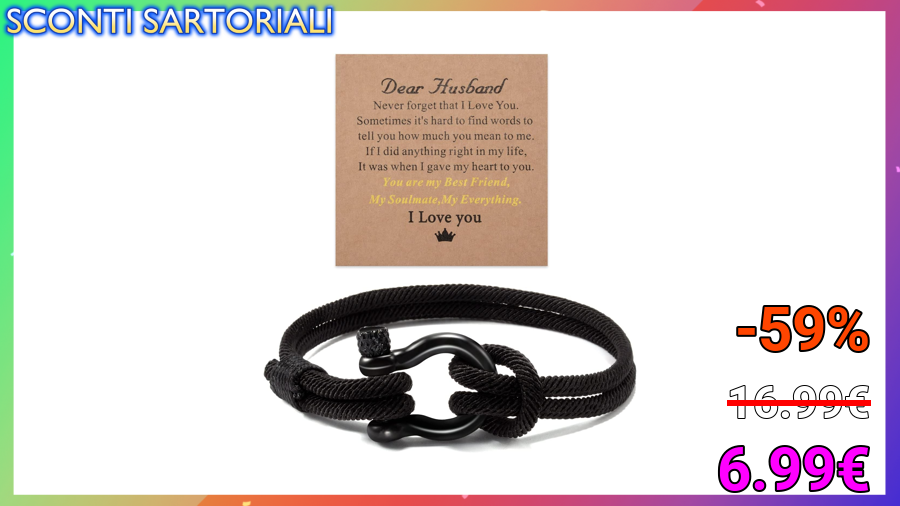 SCONTI SARTORIALI
Dear Husband
Never forget that I Love You.
Sometimes it's hard to find words to
tell you how much you mean to me.
If I did anything right in my life,
It was when I gave my heart to you.
You are my Best Friend,
My Soulmate,My Everything.
I Love you
-59%
16.99€
6.99€